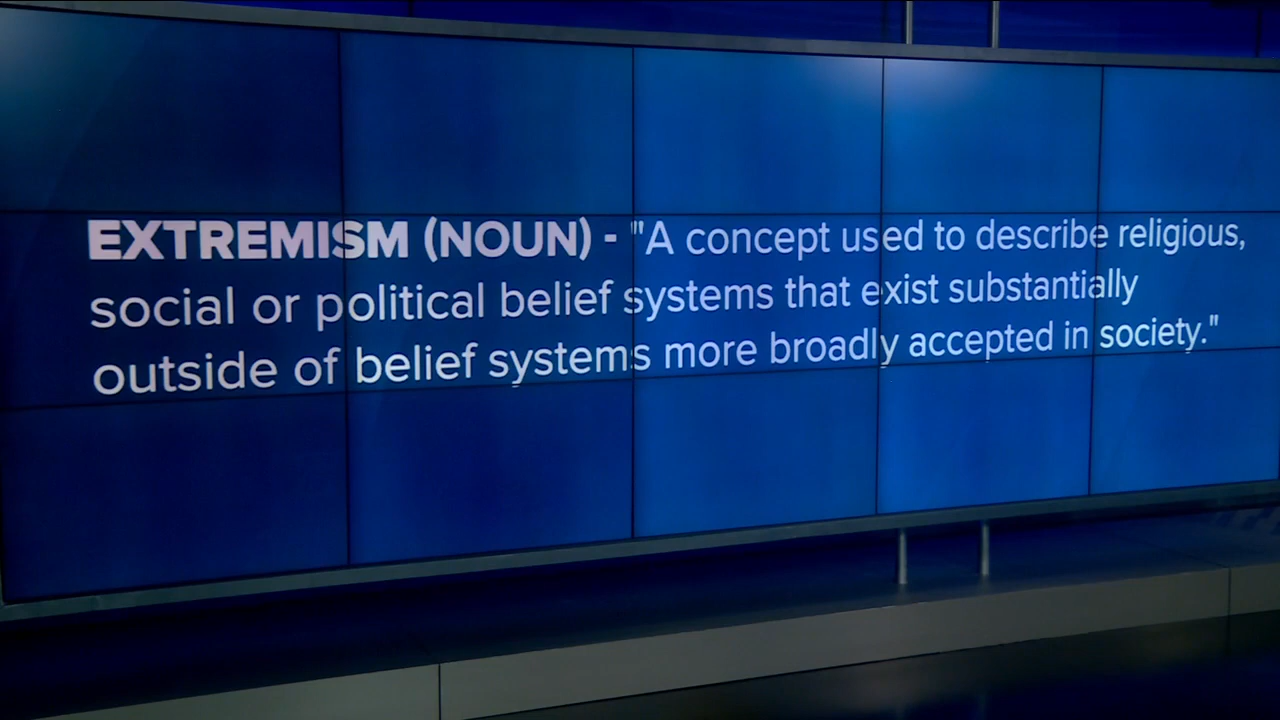 EXTREMISM (NOUN) - "A concept used to describe religious,
social or political belief systems that exist substantially
outside of belief systems more broadly accepted in society."